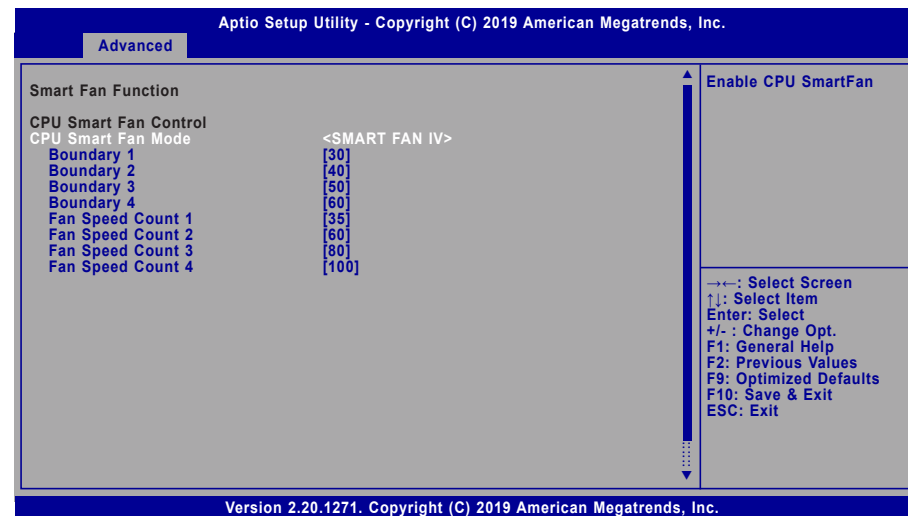 Aptio Setup Utility - Copyright (C) 2019 American Megatrends, Inc.
Advanced
Smart Fan Function
CPU Smart Fan Control
CPU Smart Fan Mode <SMART FAN IV>
Boundary 1 [30]
Boundary 2 [40]
Boundary 3 [50]
Boundary 4 [60]
Fan Speed Count 1 [35]
Fan Speed Count 2 [60]
Fan Speed Count 3 [80]
Fan Speed Count 4 [100]
Enable CPU SmartFan
→←: Select Screen
↑↓: Select Item
Enter: Select
+/- : Change Opt.
F1: General Help
F2: Previous Values
F9: Optimized Defaults
F10: Save & Exit
ESC: Exit
Version 2.20.1271. Copyright (C) 2019 American Megatrends, Inc.